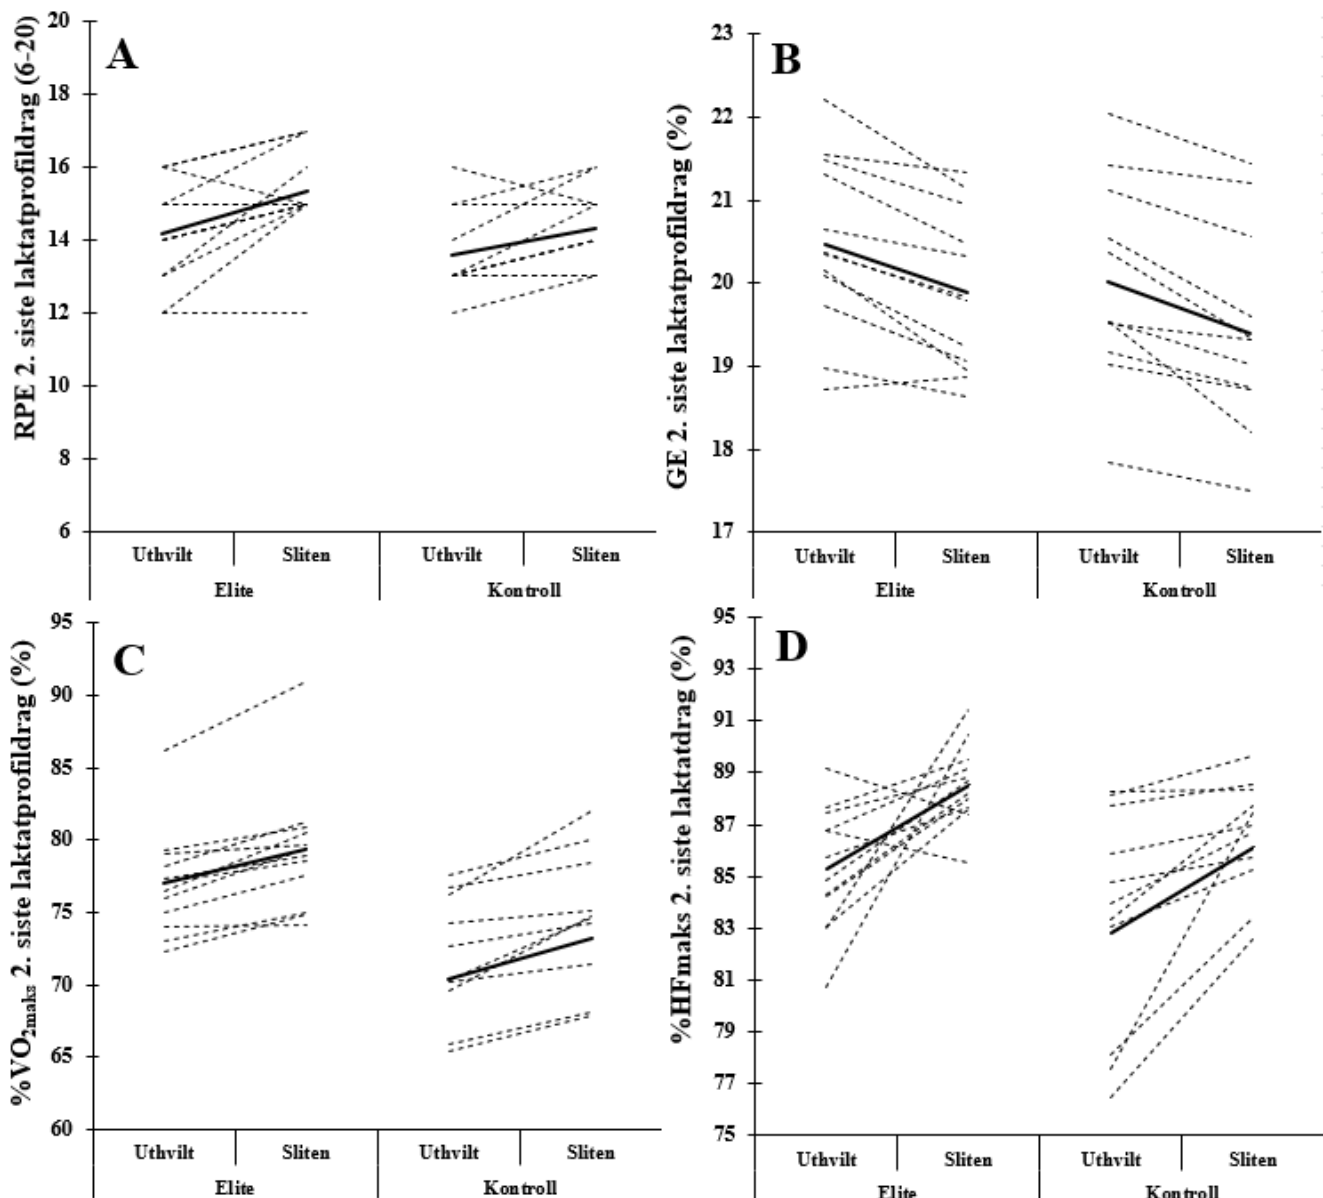 A
RPE 2. siste laktatprofildrag (6-20)
20
18
16
14
12
10
8
6
Uthvilt Sliten Uthvilt Sliten
Elite Kontroll
B
GE 2. siste laktatprofildrag (%)
23
22
21
20
19
18
17
Uthvilt Sliten Uthvilt Sliten
Elite Kontroll
C
%VO2maks 2. siste laktatprofildrag (%)
95
90
85
80
75
70
65
60
Uthvilt Sliten Uthvilt Sliten
Elite Kontroll
D
%HFmaks 2. siste laktatdrag (%)
95
93
91
89
87
85
83
81
79
77
75
Uthvilt Sliten Uthvilt Sliten
Elite Kontroll